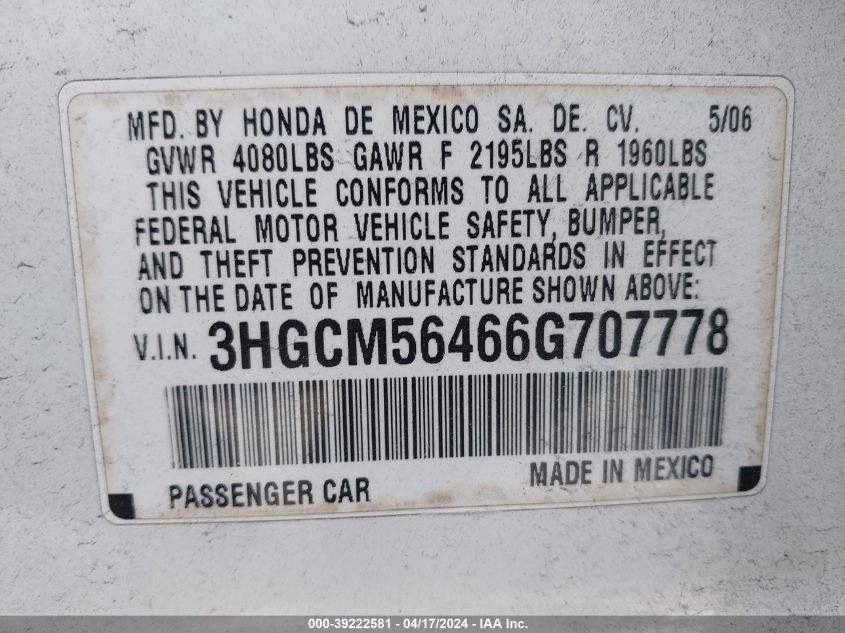 MFD. BY HONDA DE MEXICO SA. DE. CV. 5/06
GVWR 4080LBS GAWR F 2195LBS R 1960LBS
THIS VEHICLE CONFORMS TO ALL APPLICABLE
FEDERAL MOTOR VEHICLE SAFETY, BUMPER,
AND THEFT PREVENTION STANDARDS IN EFFECT
ON THE DATE OF MANUFACTURE SHOWN ABOVE:
V.I.N. 3HGCM56466G707778
PASSENGER CAR MADE IN MEXICO
000-39222581 - 04/17/2024 - IAA Inc.